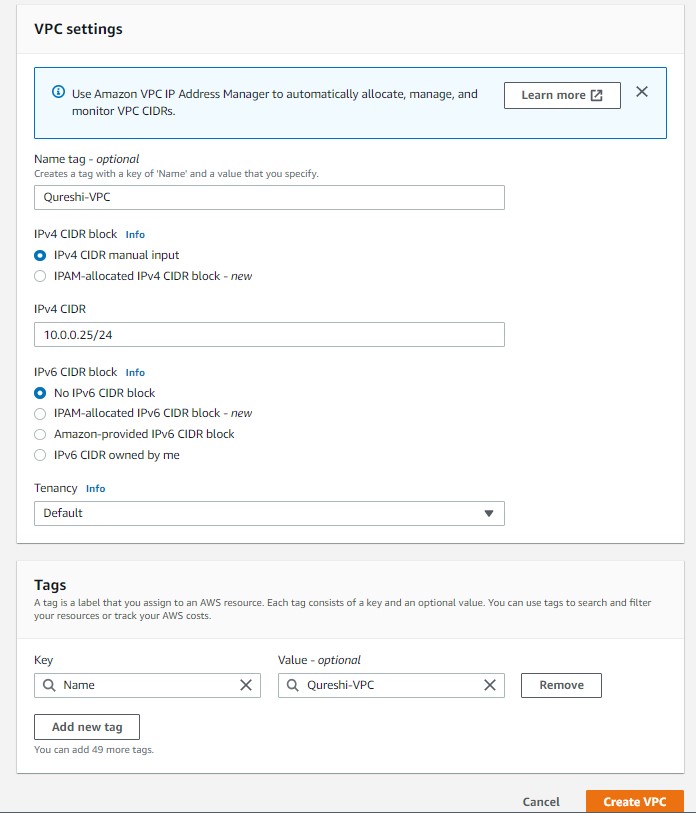 VPC settings
Use Amazon VPC IP Address Manager to automatically allocate, manage, and
monitor VPC CIDRs.
Learn more
Name tag - optional
Creates a tag with a key of 'Name' and a value that you specify.
Qureshi-VPC
IPv4 CIDR block Info
IPv4 CIDR manual input
IPAM-allocated IPv4 CIDR block - new
IPv4 CIDR
10.0.0.25/24
IPv6 CIDR block Info
No IPv6 CIDR block
IPAM-allocated IPv6 CIDR block - new
Amazon-provided IPv6 CIDR block
IPv6 CIDR owned by me
Tenancy Info
Default
Tags
A tag is a label that you assign to an AWS resource. Each tag consists of a key and an optional value. You can use tags to search and filter
your resources or track your AWS costs.
Key Value - optional
Name Qureshi-VPC Remove
Add new tag
You can add 49 more tags.
Cancel Create VPC